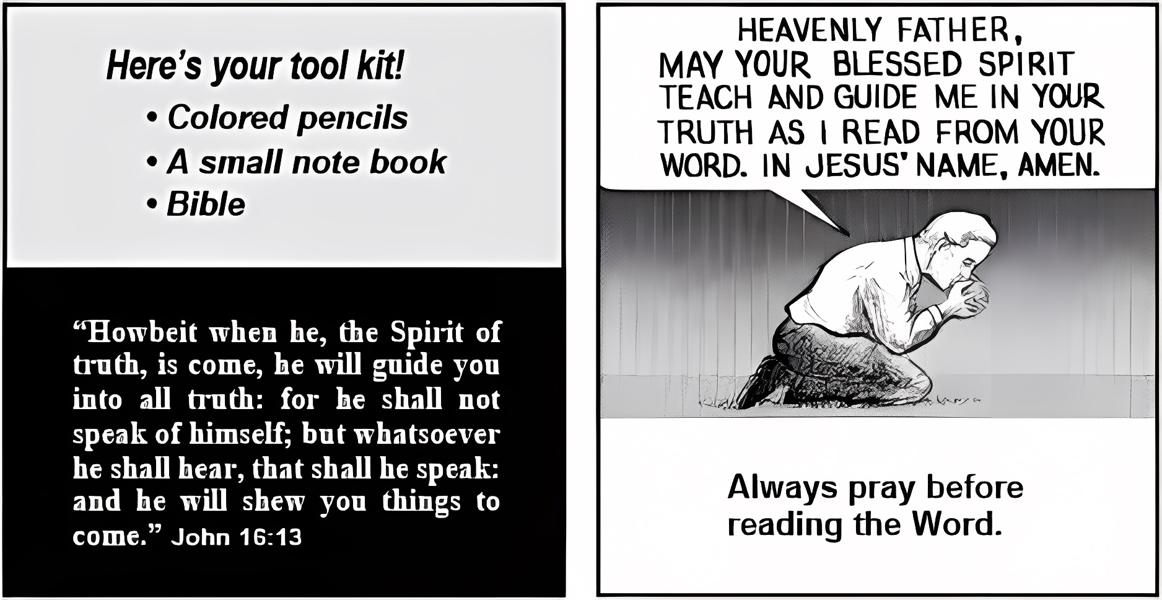 Here's your tool kit!
• Colored pencils
• A small note book
• Bible
“Howbeit when he, the Spirit of
truth, is come, he will guide you
into all truth: for he shall not
speak of himself; but whatsoever
he shall hear, that shall he speak:
and he will shew you things to
come.” John 16:13
HEAVENLY FATHER,
MAY YOUR BLESSED SPIRIT
TEACH AND GUIDE ME IN YOUR
TRUTH AS I READ FROM YOUR
WORD. IN JESUS' NAME, AMEN.
Always pray before
reading the Word.